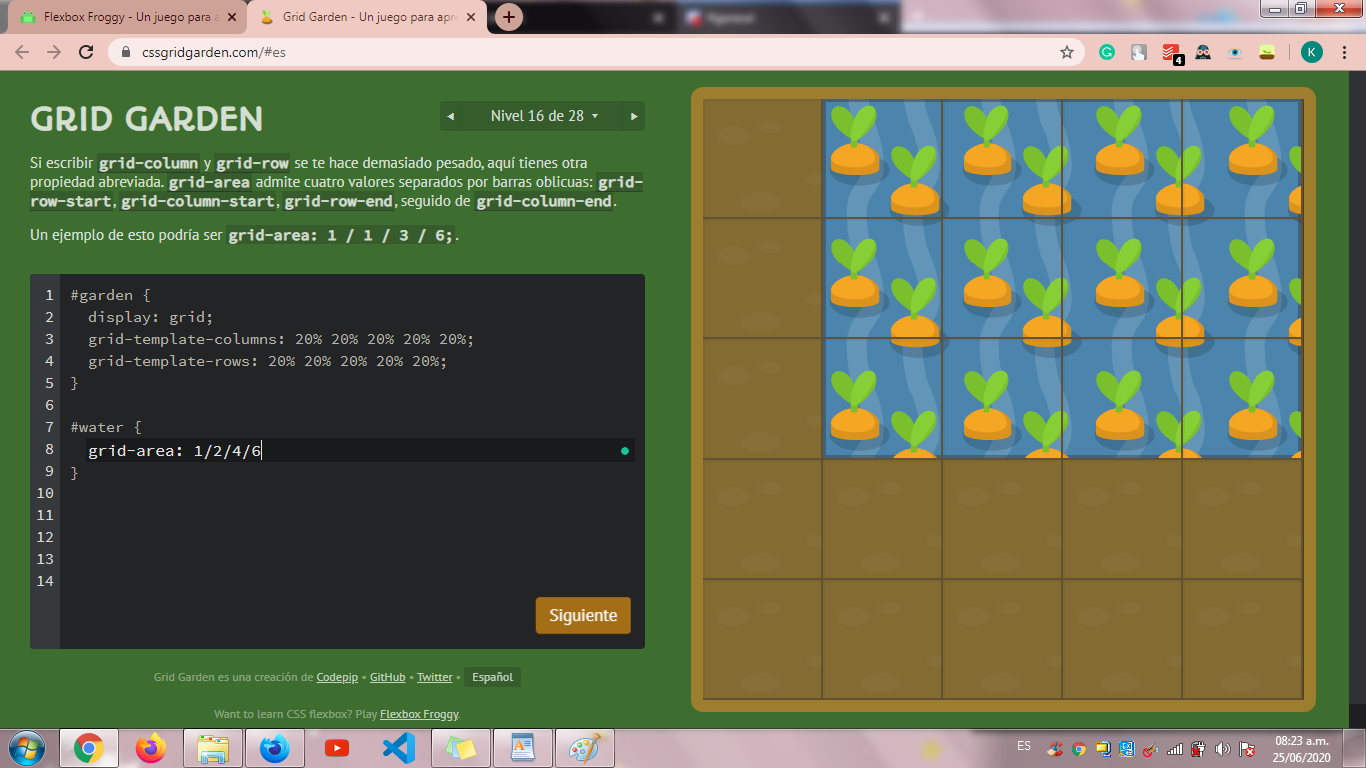 Flexbox Froggy - Un juego para a
Grid Garden - Un juego para apre
cssgridgarden.com/#es
4
K
GRID GARDEN
Nivel 16 de 28
Si escribir grid-column y grid-row se te hace demasiado pesado, aquí tienes otra
propiedad abreviada. grid-area admite cuatro valores separados por barras oblicuas: grid-
row-start, grid-column-start, grid-row-end, seguido de grid-column-end.
Un ejemplo de esto podría ser grid-area: 1 / 1 / 3 / 6;.
1 #garden {
2 display: grid;
3 grid-template-columns: 20% 20% 20% 20% 20%;
4 grid-template-rows: 20% 20% 20% 20% 20%;
5 }
6
7 #water {
8 grid-area: 1/2/4/6
9 }
10
11
12
13
14
Siguiente
Grid Garden es una creación de Codepip • GitHub • Twitter • Español
Want to learn CSS flexbox? Play Flexbox Froggy.
ES
08:23 a.m.
25/06/2020